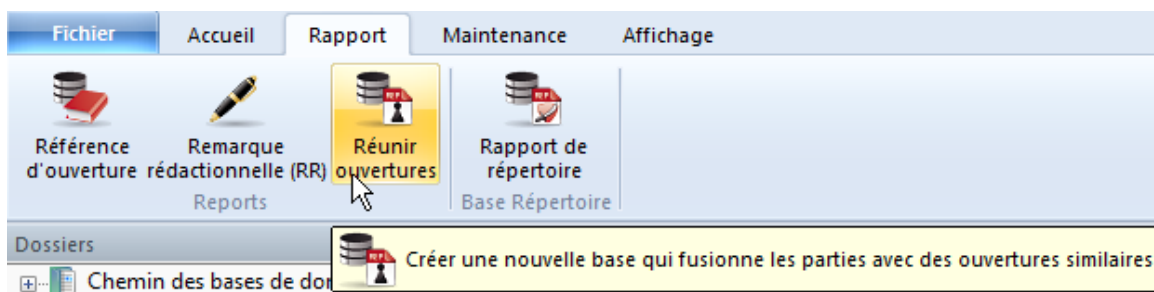 Fichier Accueil Rapport Maintenance Affichage
Référence Remarque Réunir Rapport de
d'ouverture rédactionnelle (RR) ouvertures répertoire
Reports Base Répertoire
Dossiers
Créer une nouvelle base qui fusionne les parties avec des ouvertures similaires
Chemin des bases de don